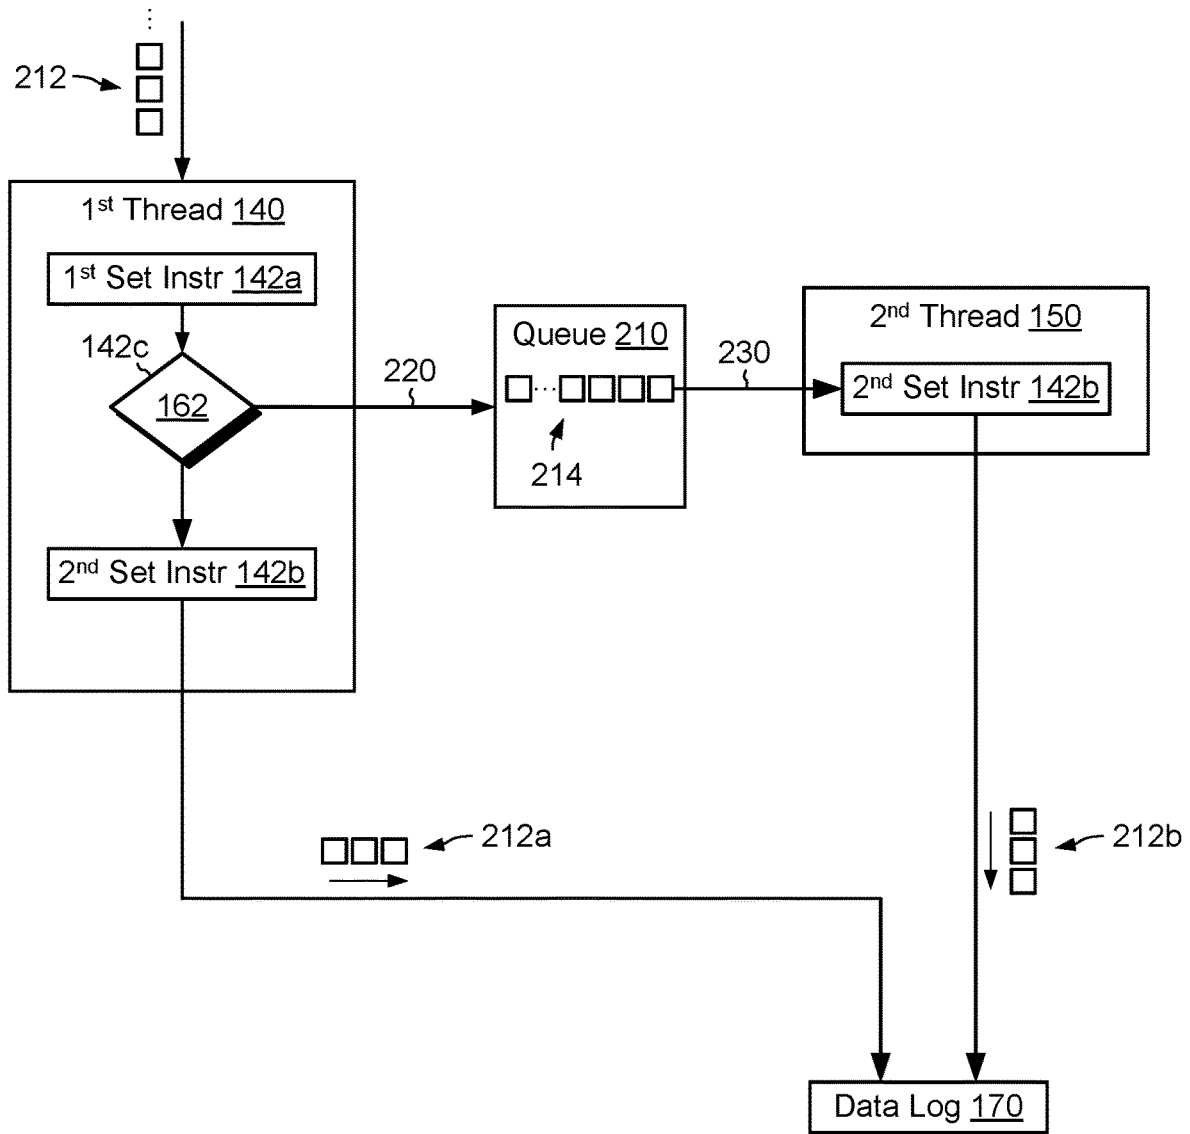 212
1st Thread 140
1st Set Instr 142a
142c
162
2nd Set Instr 142b
220
Queue 210
214
230
2nd Thread 150
2nd Set Instr 142b
212a
212b
Data Log 170